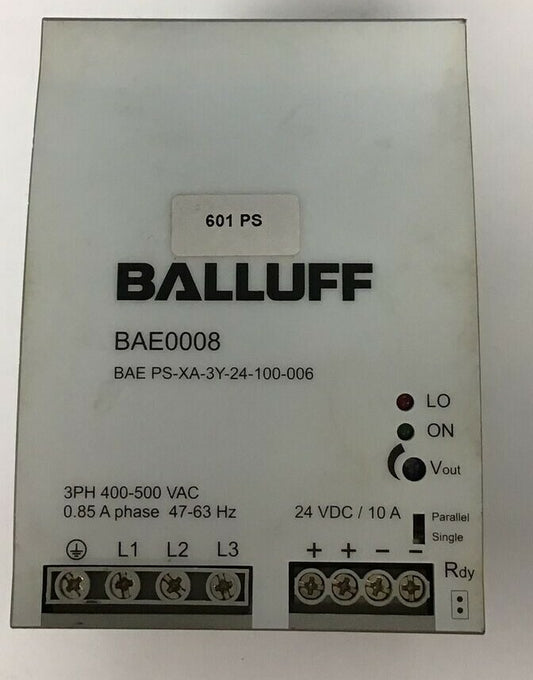 601 PS
BALLUFF
BAE0008
BAE PS-XA-3Y-24-100-006
LO
ON
Vout
3PH 400-500 VAC
0.85 A phase 47-63 Hz
24 VDC / 10 A
Parallel
Single
L1 L2 L3
+ + − −
Rdy